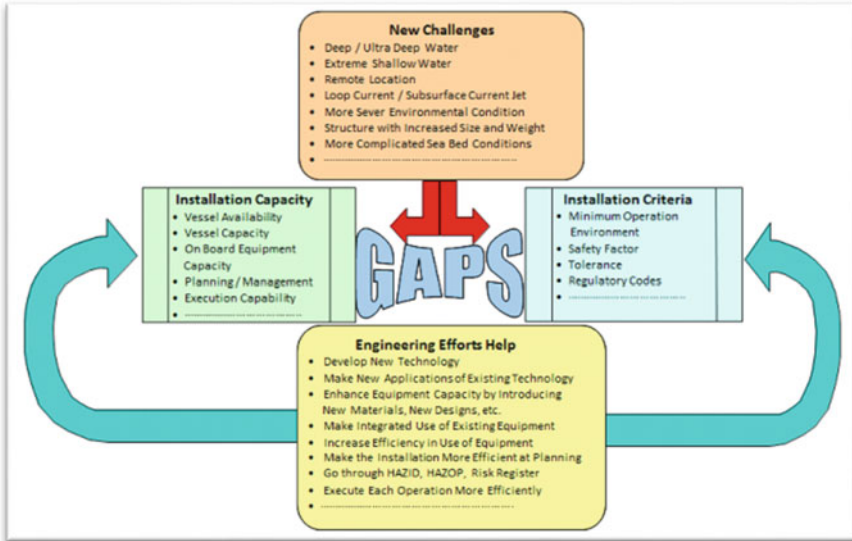 New Challenges
• Deep / Ultra Deep Water
• Extreme Shallow Water
• Remote Location
• Loop Current / Subsurface Current Jet
• More Sever Environmental Condition
• Structure with Increased Size and Weight
• More Complicated Sea Bed Conditions
Installation Capacity
• Vessel Availability
• Vessel Capacity
• On Board Equipment
Capacity
• Planning / Management
• Execution Capability
GAPS
Installation Criteria
• Minimum Operation
Environment
• Safety Factor
• Tolerance
• Regulatory Codes
Engineering Efforts Help
• Develop New Technology
• Make New Applications of Existing Technology
• Enhance Equipment Capacity by Introducing
New Materials, New Designs, etc.
• Make Integrated Use of Existing Equipment
• Increase Efficiency in Use of Equipment
• Make the Installation More Efficient at Planning
• Go through HAZID, HAZOP, Risk Register
• Execute Each Operation More Efficiently